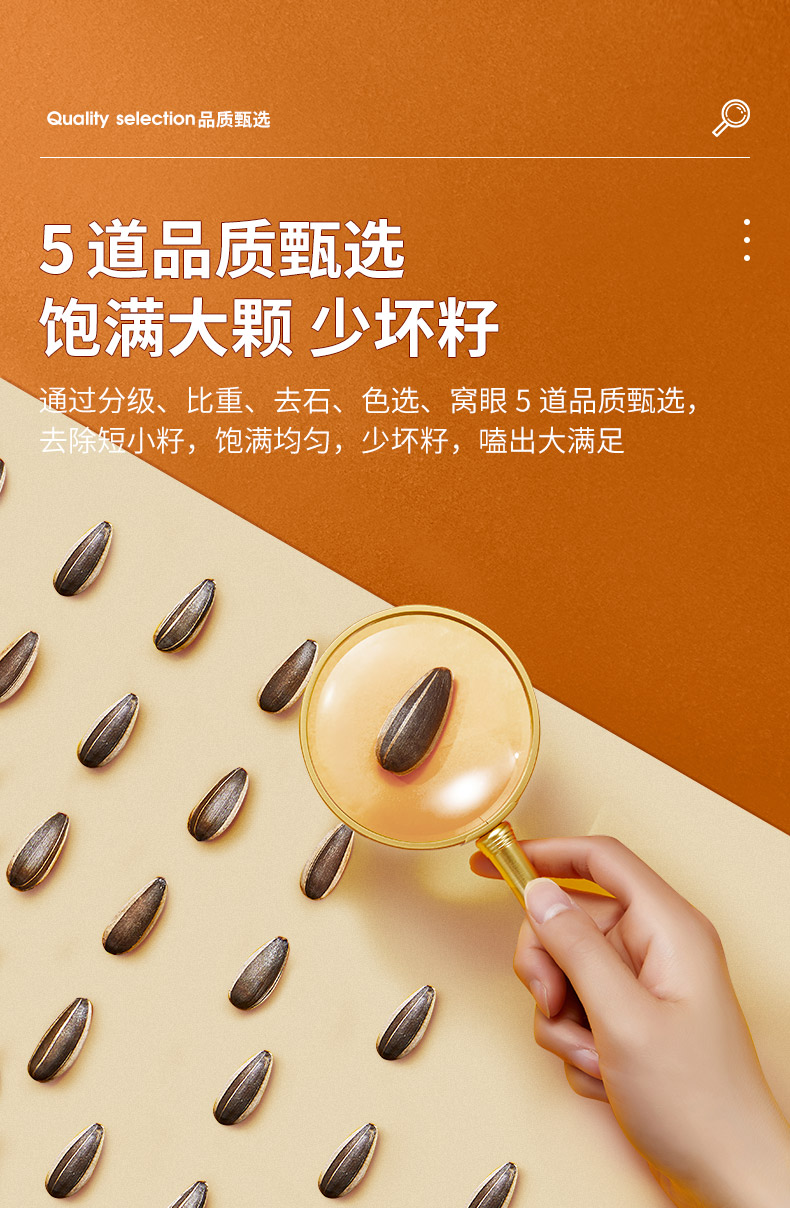 Quality selection品质甄选
5道品质甄选
饱满大颗 少坏籽
通过分级、比重、去石、色选、窝眼 5 道品质甄选，
去除短小籽，饱满均匀，少坏籽，嗑出大满足